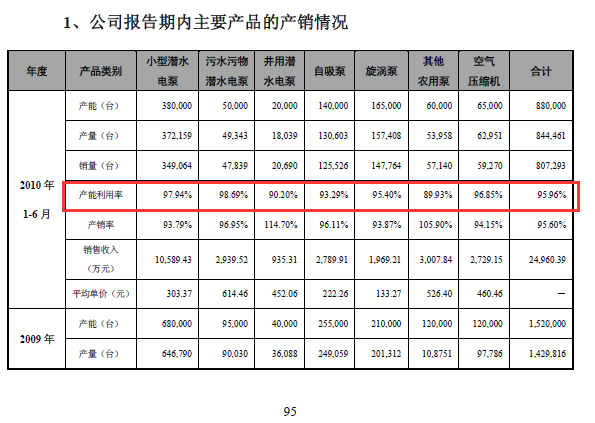 1、公司报告期内主要产品的产销情况
年度 产品类别 小型潜水电泵 污水污物潜水电泵 井用潜水电泵 自吸泵 旋涡泵 其他农用泵 空气压缩机 合计
2010 年 1-6 月
产能（台） 380,000 50,000 20,000 140,000 165,000 60,000 65,000 880,000
产量（台） 372,159 49,343 18,039 130,603 157,408 53,958 62,951 844,461
销量（台） 349,064 47,839 20,690 125,526 147,764 57,140 59,270 807,293
产能利用率 97.94% 98.69% 90.20% 93.29% 95.40% 89.93% 96.85% 95.96%
产销率 93.79% 96.95% 114.70% 96.11% 93.87% 105.90% 94.15% 95.60%
销售收入（万元） 10,589.43 2,939.52 935.31 2,789.91 1,969.21 3,007.84 2,729.15 24,960.39
平均单价（元） 303.37 614.46 452.06 222.26 133.27 526.40 460.46 —
2009 年
产能（台） 680,000 95,000 40,000 255,000 210,000 120,000 120,000 1,520,000
产量（台） 646,790 90,030 36,088 249,059 201,312 10,8751 97,786 1,429,816
95